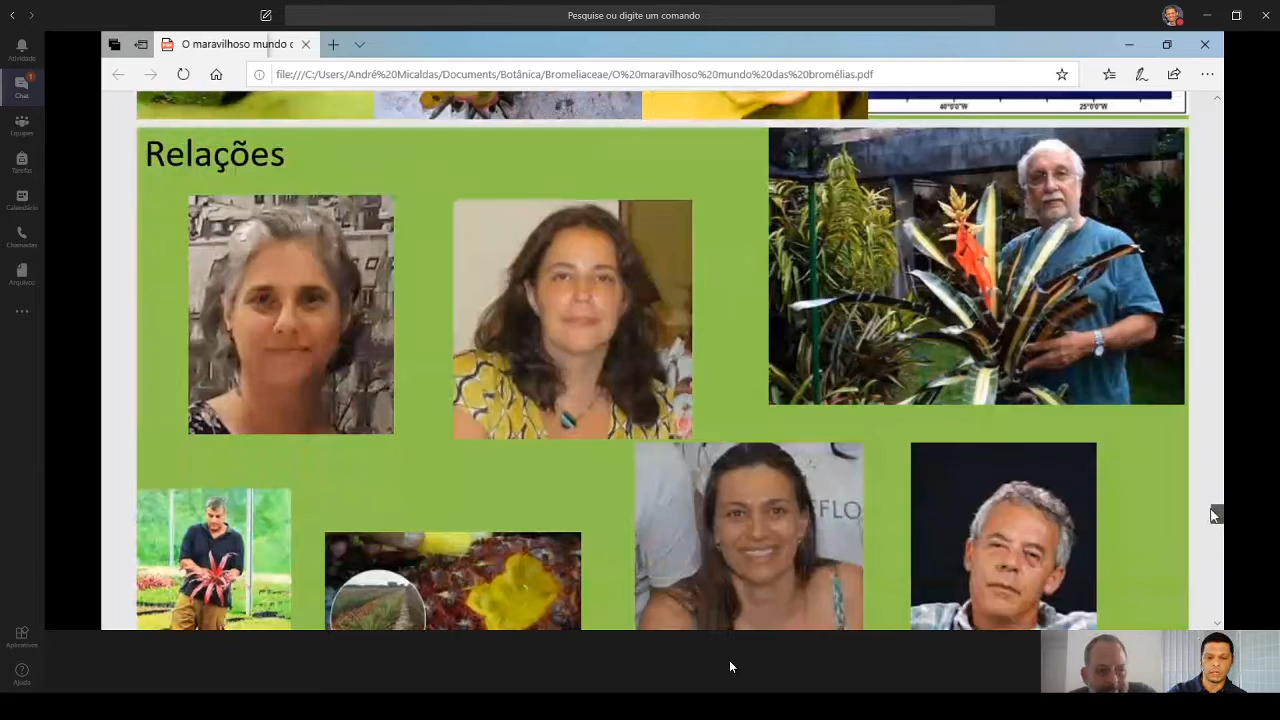 Pesquise ou digite um comando
Atividade
1
Chat
Equipes
Tarefas
Calendário
Chamadas
Arquivos
Aplicativos
Ajuda
O maravilhoso mundo d
file:///C:/Users/André%20Micaldas/Documents/Botânica/Bromeliaceae/O%20maravilhoso%20mundo%20das%20bromélias.pdf
40°0'0"W
25°0'0"W
Relações
FFLO